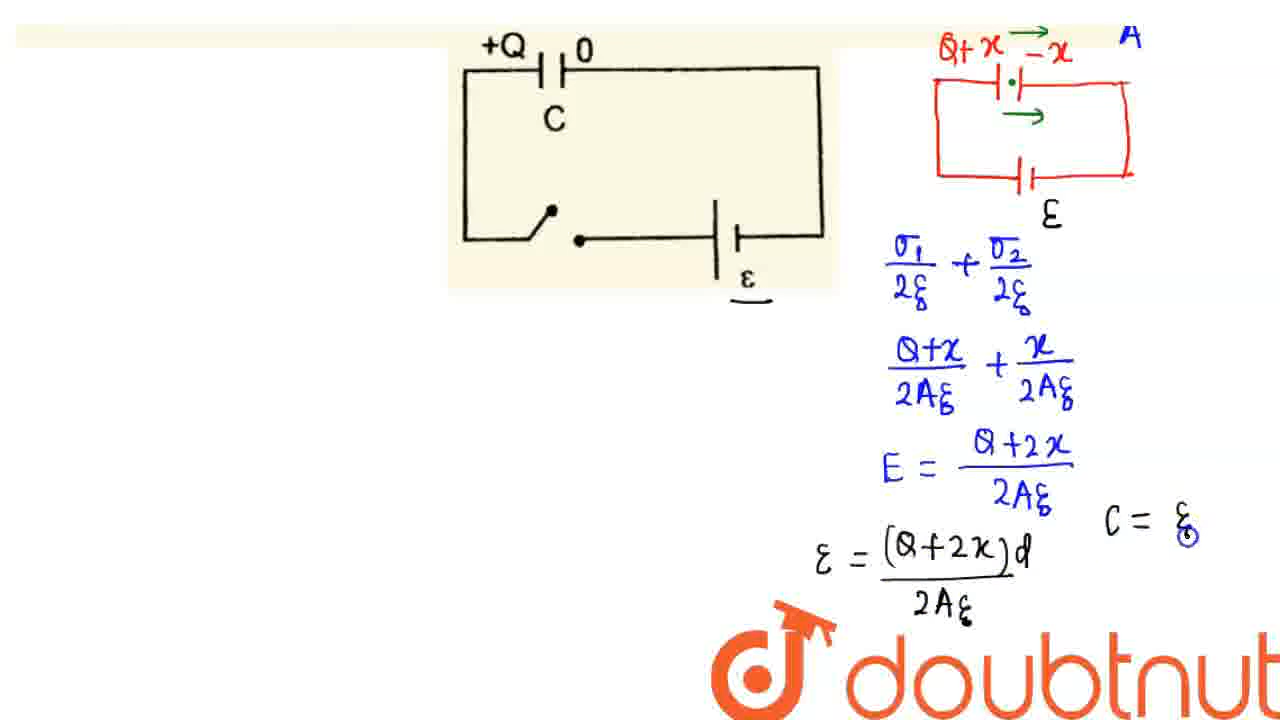 +Q 0
C
ε
Q+x → -x A
→
ε
σ₁/2ε₀ + σ₂/2ε₀
Q+x/2Aε₀ + x/2Aε₀
E = Q+2x/2Aε₀
C = ε₀
ε = (Q+2x)d/2Aε₀
doubtnut